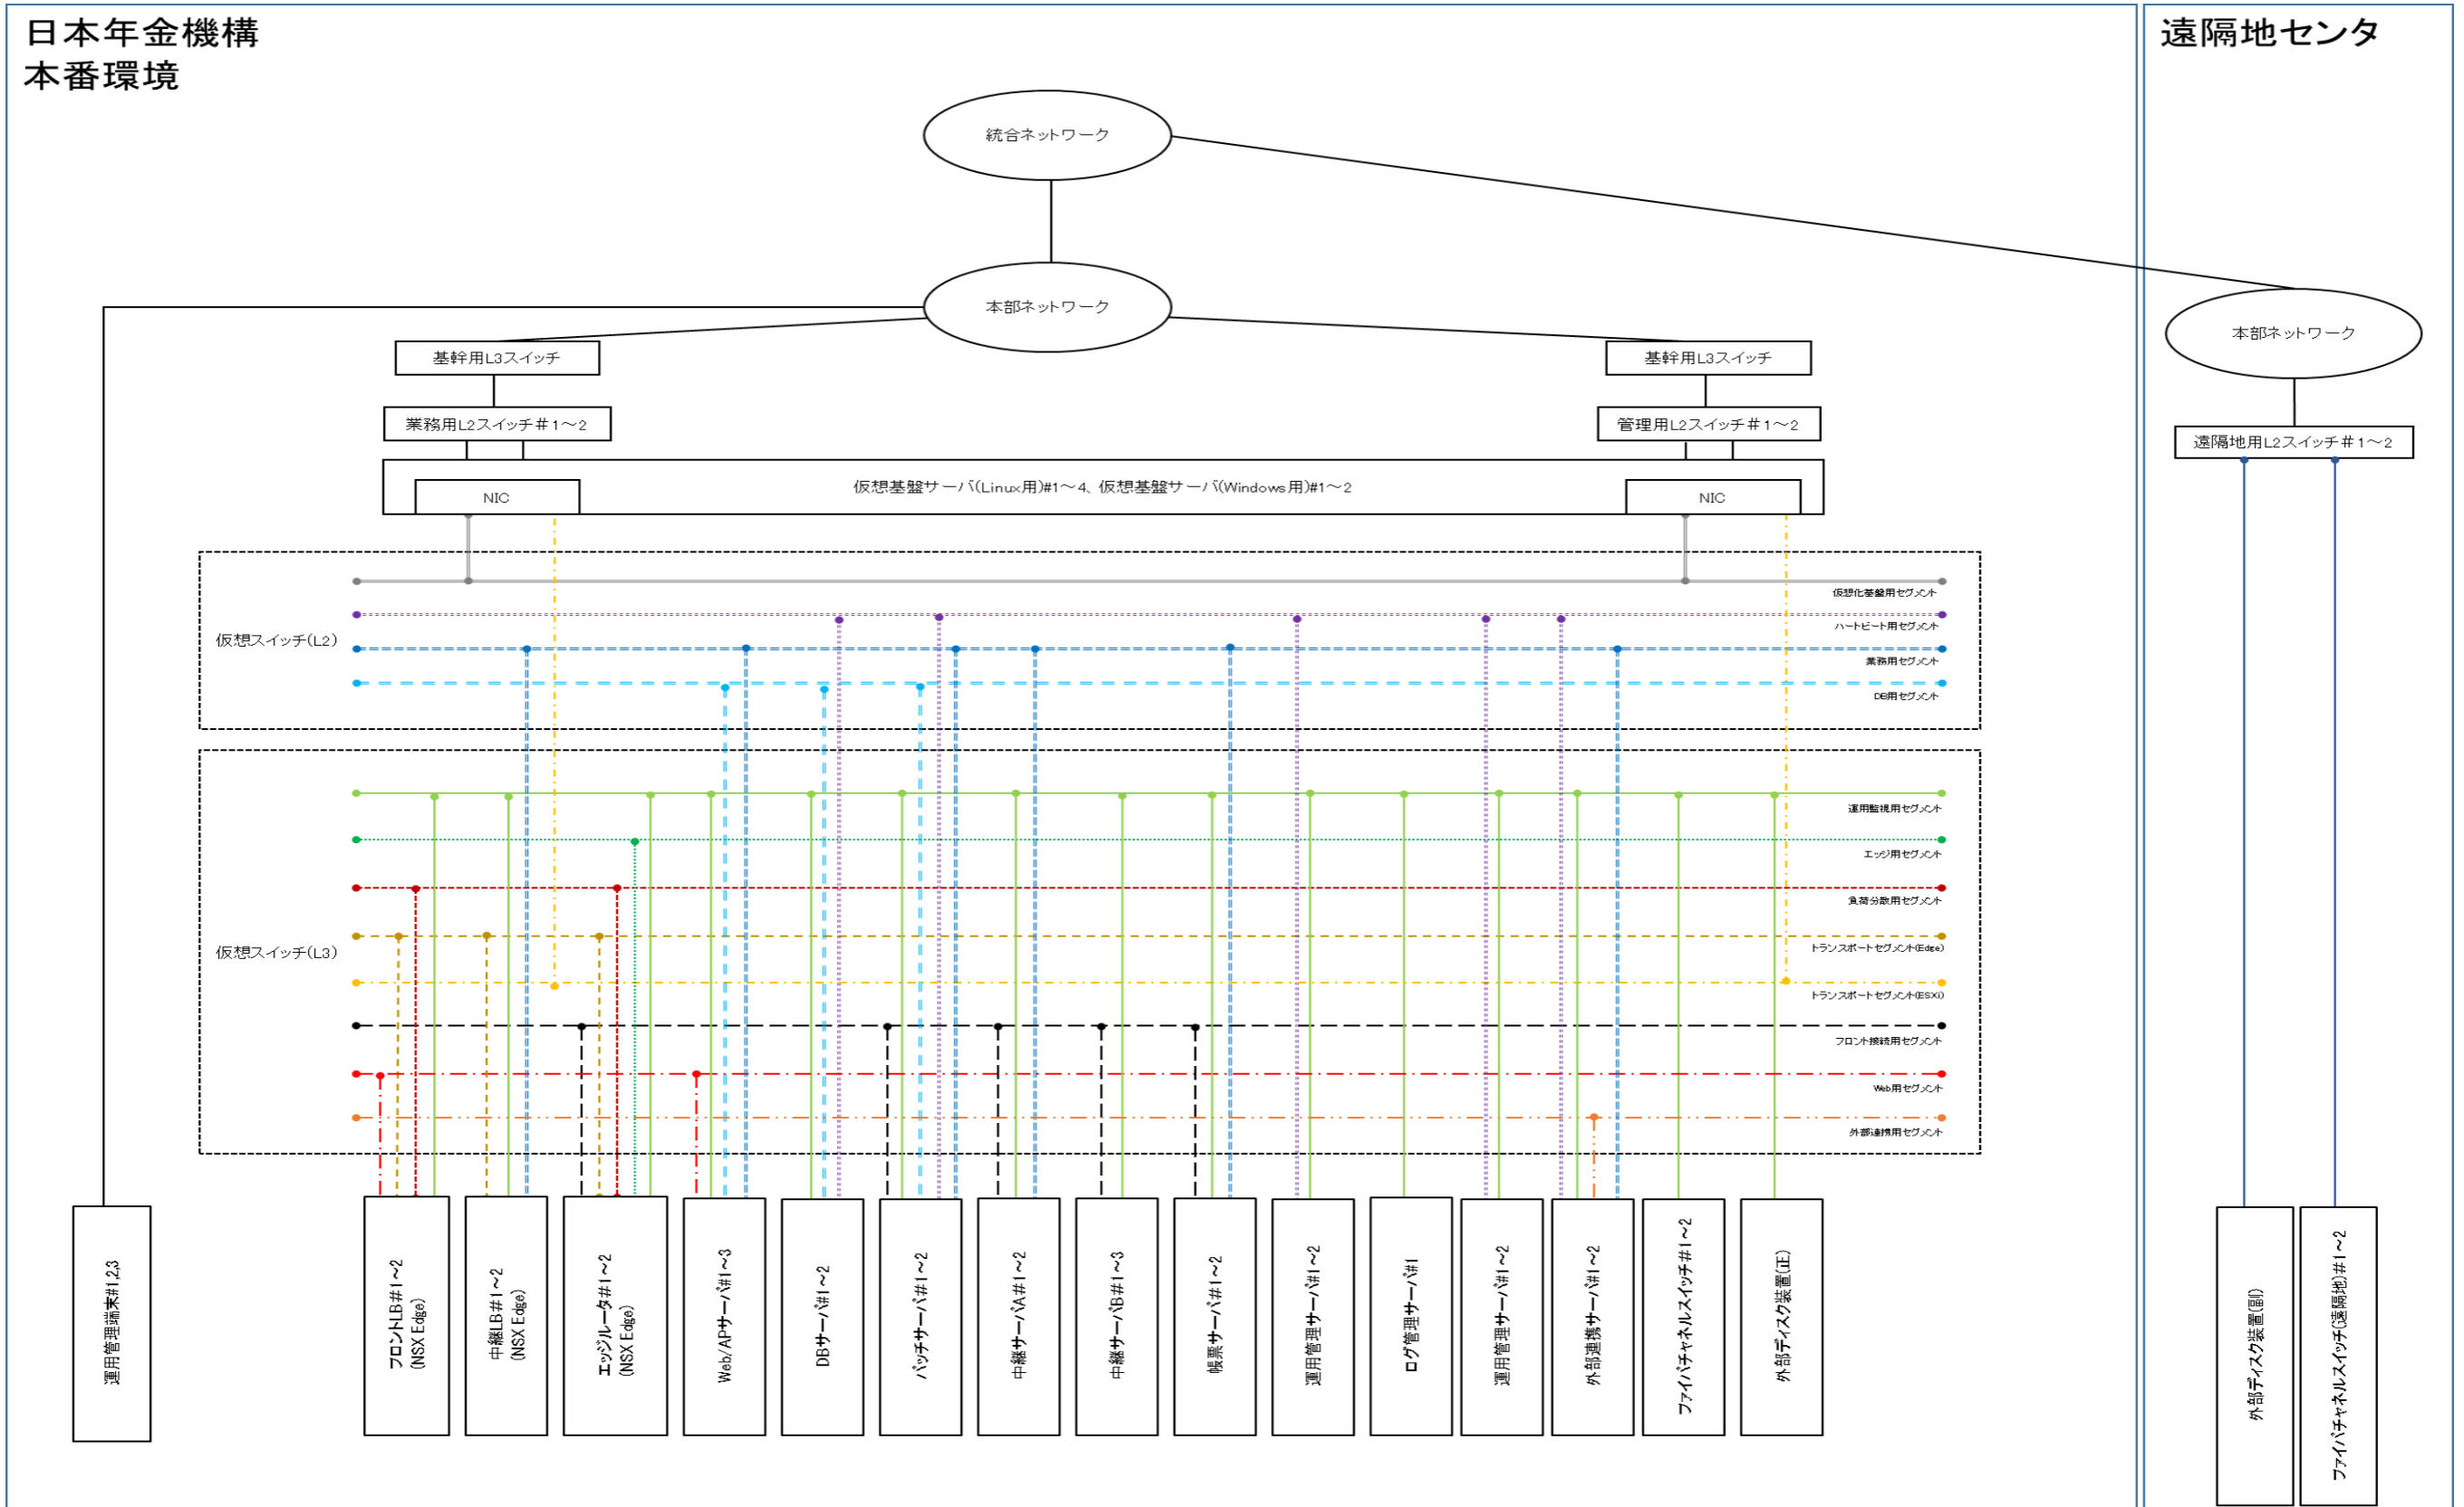 日本年金機構
本番環境
遠隔地センタ
統合ネットワーク
本部ネットワーク
本部ネットワーク
基幹用L3スイッチ
基幹用L3スイッチ
業務用L2スイッチ＃1～2
管理用L2スイッチ＃1～2
遠隔地用L2スイッチ＃1～2
仮想基盤サーバ(Linux用)#1～4、仮想基盤サーバ(Windows用)#1～2
NIC
NIC
仮想スイッチ(L2)
仮想化基盤用セグメント
ハートビート用セグメント
業務用セグメント
DB用セグメント
仮想スイッチ(L3)
運用監視用セグメント
エッジ用セグメント
負荷分散用セグメント
トランスポートセグメント(Edge)
トランスポートセグメント(ESXi)
フロント接続用セグメント
Web用セグメント
外部連携用セグメント
運用管理端末#1,2,3
フロントLB＃1～2
(NSX Edge)
中継LB＃1～2
(NSX Edge)
エッジルータ＃1～2
(NSX Edge)
Web/APサーバ#1～3
DBサーバ#1～2
バッチサーバ＃1～2
中継サーバA＃1～2
中継サーバB＃1～3
帳票サーバ＃1～2
運用管理サーバ#1～2
ログ管理サーバ#1
運用管理サーバ#1～2
外部連携サーバ#1～2
ファイバチャネルスイッチ＃1～2
外部ディスク装置(正)
外部ディスク装置(副)
ファイバチャネルスイッチ(遠隔地)＃1～2